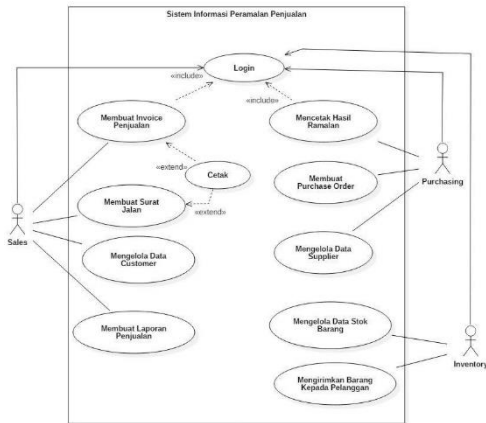 Sistem Informasi Peramalan Penjualan
Login
«include»
«include»
Membuat Invoice
Penjualan
Mencetak Hasil
Ramalan
«extend»
Cetak
Membuat
Purchase Order
Purchasing
Membuat Surat
Jalan
«extend»
Sales
Mengelola Data
Customer
Mengelola Data
Supplier
Membuat Laporan
Penjualan
Mengelola Data Stok
Barang
Mengirimkan Barang
Kepada Pelanggan
Inventory